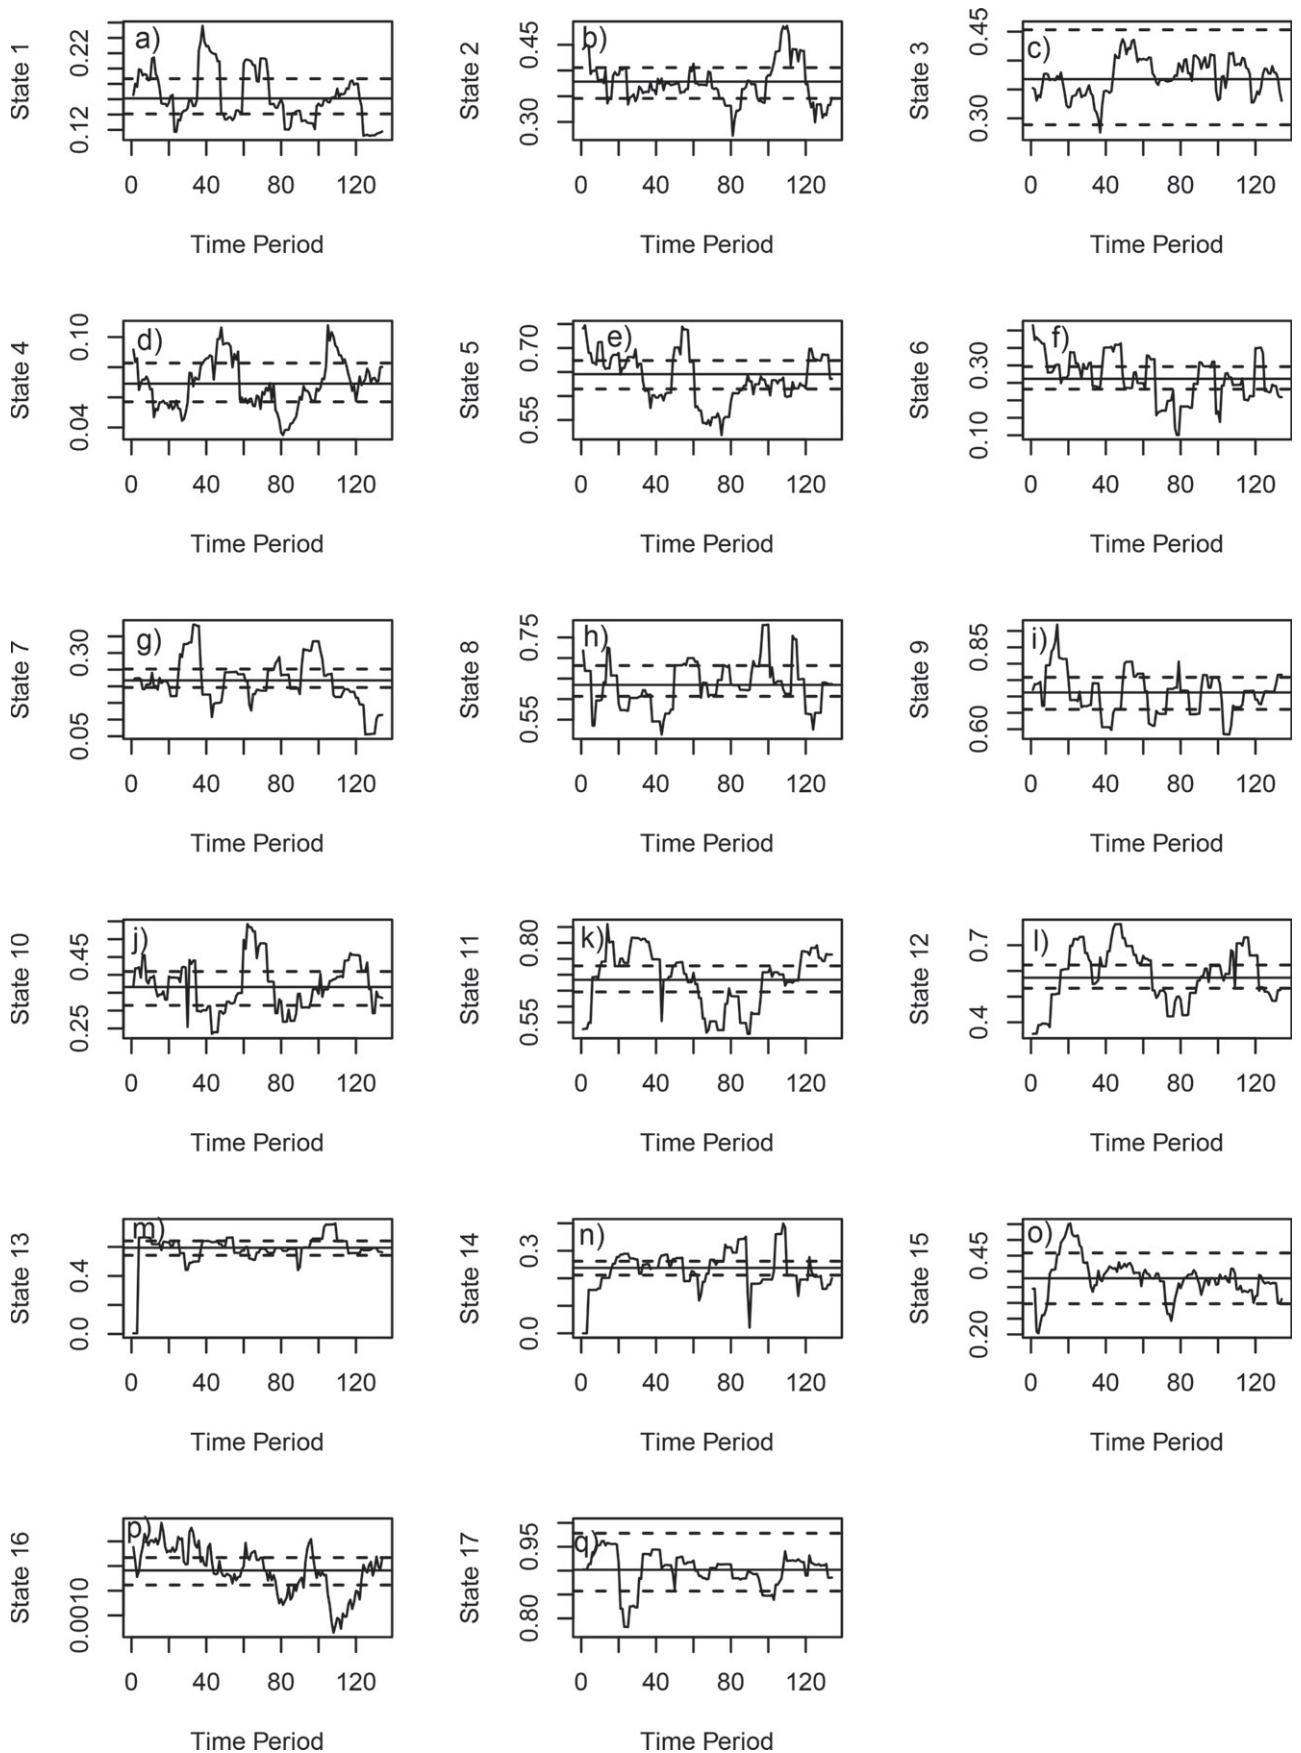 State 1
a)
0.22
0.12
0 40 80 120
Time Period
State 2
b)
0.45
0.30
0 40 80 120
Time Period
State 3
c)
0.45
0.30
0 40 80 120
Time Period
State 4
d)
0.10
0.04
0 40 80 120
Time Period
State 5
e)
0.70
0.55
0 40 80 120
Time Period
State 6
f)
0.30
0.10
0 40 80 120
Time Period
State 7
g)
0.30
0.05
0 40 80 120
Time Period
State 8
h)
0.75
0.55
0 40 80 120
Time Period
State 9
i)
0.85
0.60
0 40 80 120
Time Period
State 10
j)
0.45
0.25
0 40 80 120
Time Period
State 11
k)
0.80
0.55
0 40 80 120
Time Period
State 12
l)
0.7
0.4
0 40 80 120
Time Period
State 13
m)
0.4
0.0
0 40 80 120
Time Period
State 14
n)
0.3
0.0
0 40 80 120
Time Period
State 15
o)
0.45
0.20
0 40 80 120
Time Period
State 16
p)
0.0010
0 40 80 120
Time Period
State 17
q)
0.95
0.80
0 40 80 120
Time Period